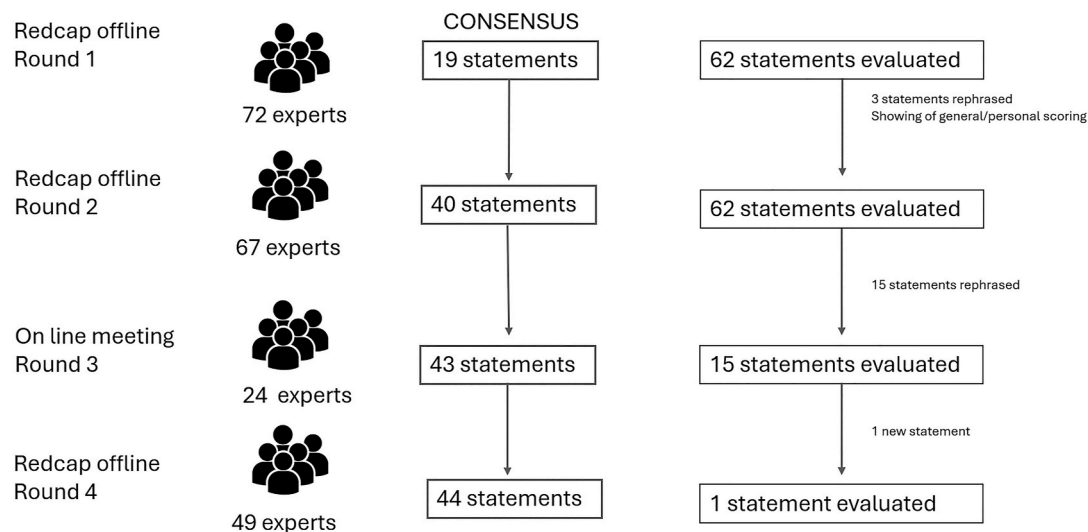 Redcap offline
Round 1
72 experts
CONSENSUS
19 statements
62 statements evaluated
3 statements rephrased
Showing of general/personal scoring
Redcap offline
Round 2
67 experts
40 statements
62 statements evaluated
15 statements rephrased
On line meeting
Round 3
24 experts
43 statements
15 statements evaluated
1 new statement
Redcap offline
Round 4
49 experts
44 statements
1 statement evaluated